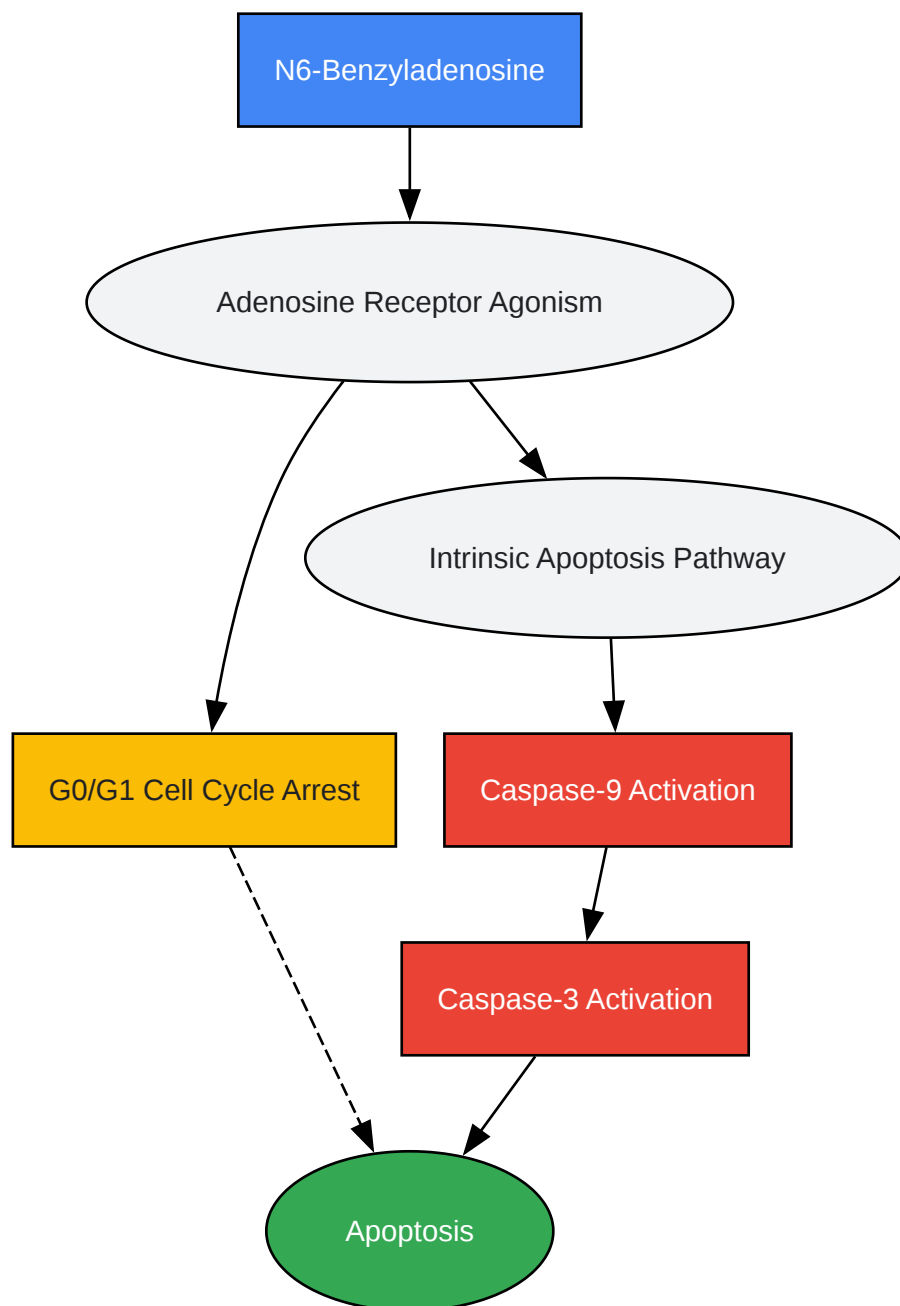 N6-Benzyladenosine
Adenosine Receptor Agonism
Intrinsic Apoptosis Pathway
G0/G1 Cell Cycle Arrest
Caspase-9 Activation
Caspase-3 Activation
Apoptosis